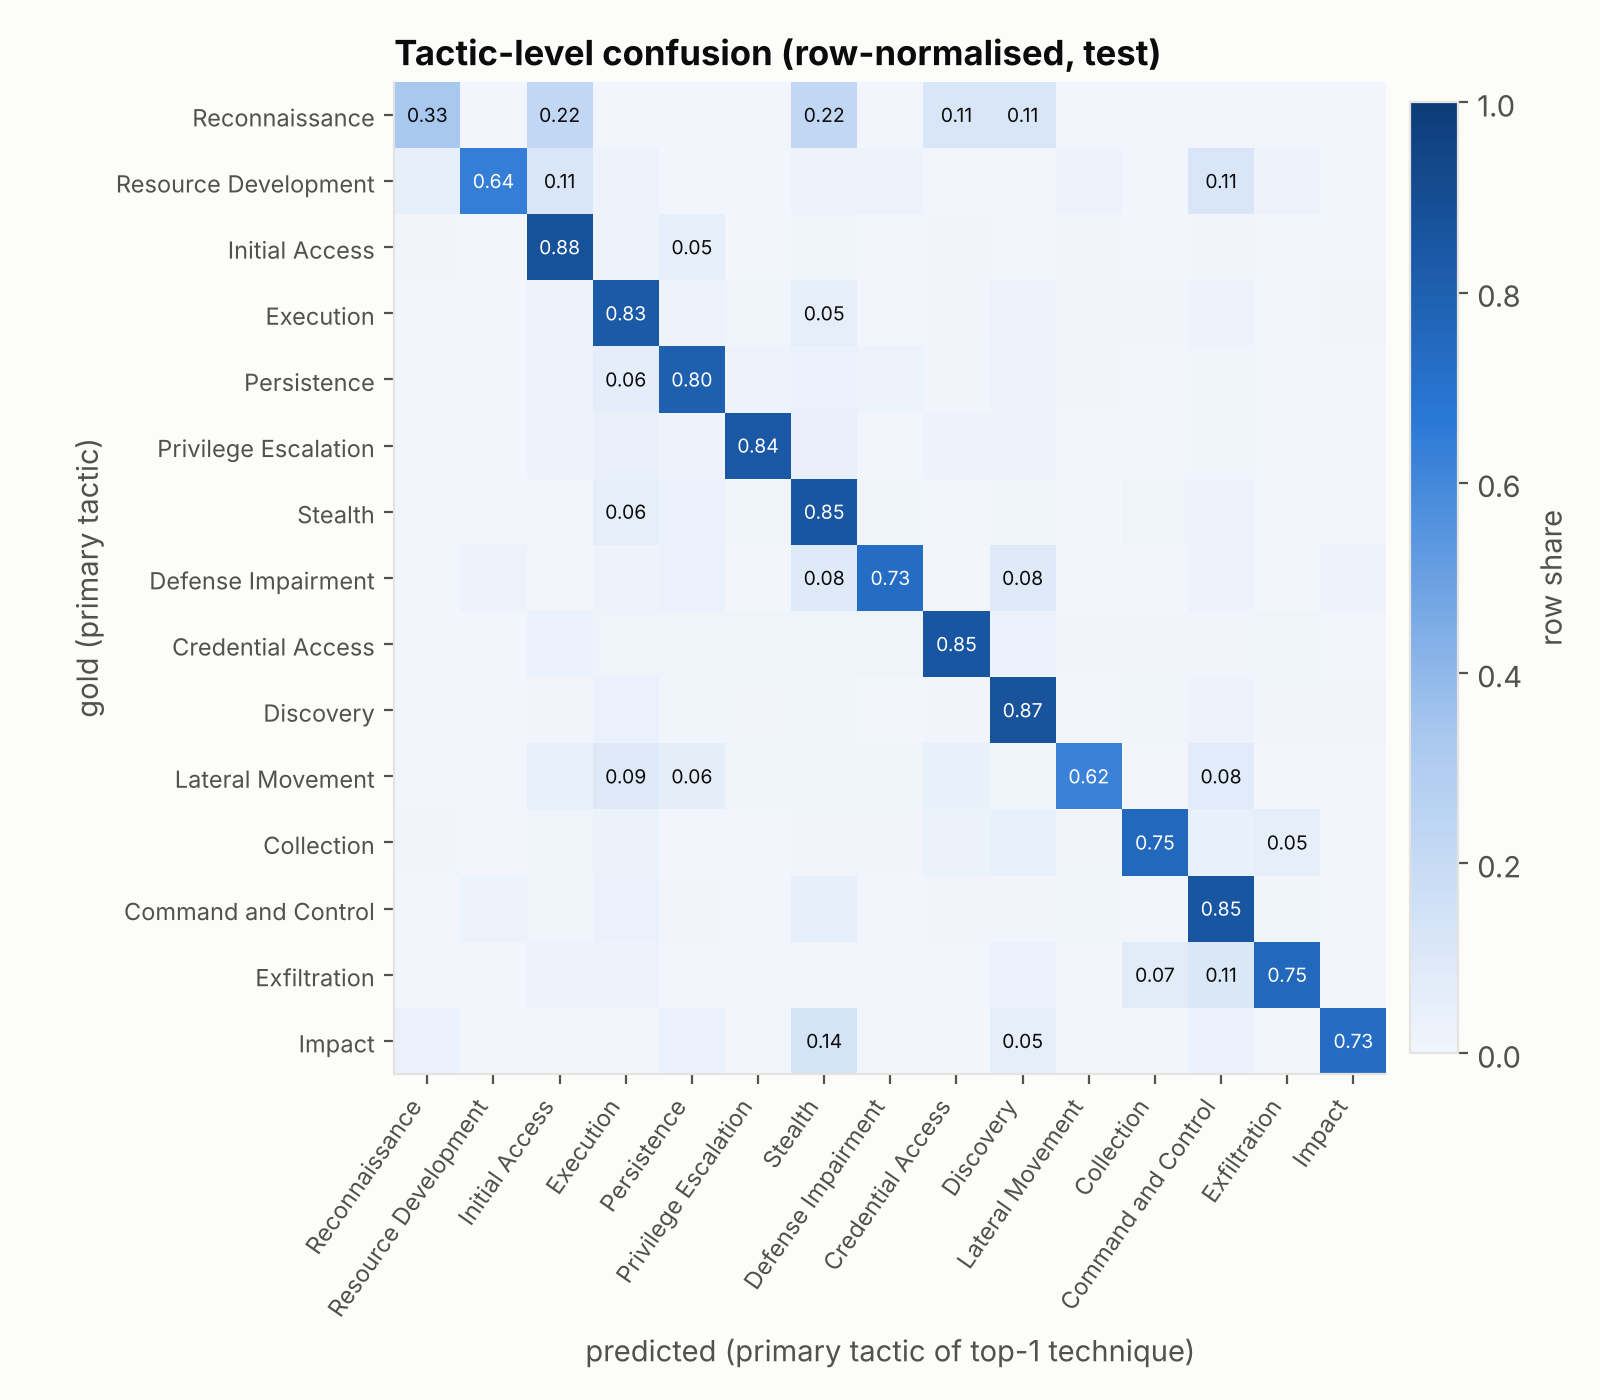 Tactic-level confusion (row-normalised, test)
Reconnaissance 0.33 0.22 0.22 0.11 0.11
Resource Development 0.64 0.11 0.11
Initial Access 0.88 0.05
Execution 0.83 0.05
Persistence 0.06 0.80
Privilege Escalation 0.84
Stealth 0.06 0.85
Defense Impairment 0.08 0.73 0.08
Credential Access 0.85
Discovery 0.87
Lateral Movement 0.09 0.06 0.62 0.08
Collection 0.75 0.05
Command and Control 0.85
Exfiltration 0.07 0.11 0.75
Impact 0.14 0.05 0.73
gold (primary tactic)
Reconnaissance
Resource Development
Initial Access
Execution
Persistence
Privilege Escalation
Stealth
Defense Impairment
Credential Access
Discovery
Lateral Movement
Collection
Command and Control
Exfiltration
Impact
predicted (primary tactic of top-1 technique)
1.0
0.8
0.6
0.4
0.2
0.0
row share